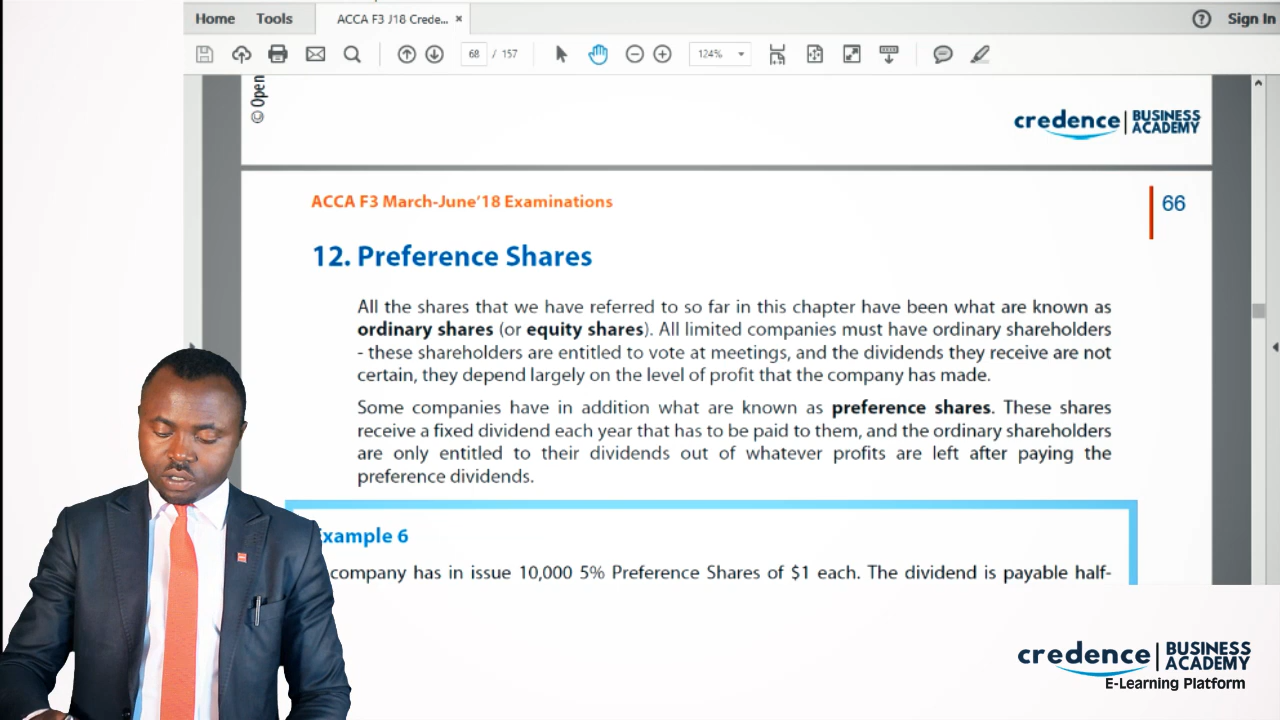 Home Tools ACCA F3 J18 Crede... × Sign In
68 / 157 124%
© Open
credence BUSINESS ACADEMY
ACCA F3 March-June'18 Examinations 66
12. Preference Shares
All the shares that we have referred to so far in this chapter have been what are known as
ordinary shares (or equity shares). All limited companies must have ordinary shareholders
- these shareholders are entitled to vote at meetings, and the dividends they receive are not
certain, they depend largely on the level of profit that the company has made.
Some companies have in addition what are known as preference shares. These shares
receive a fixed dividend each year that has to be paid to them, and the ordinary shareholders
are only entitled to their dividends out of whatever profits are left after paying the
preference dividends.
xample 6
company has in issue 10,000 5% Preference Shares of $1 each. The dividend is payable half-
credence BUSINESS ACADEMY
E-Learning Platform